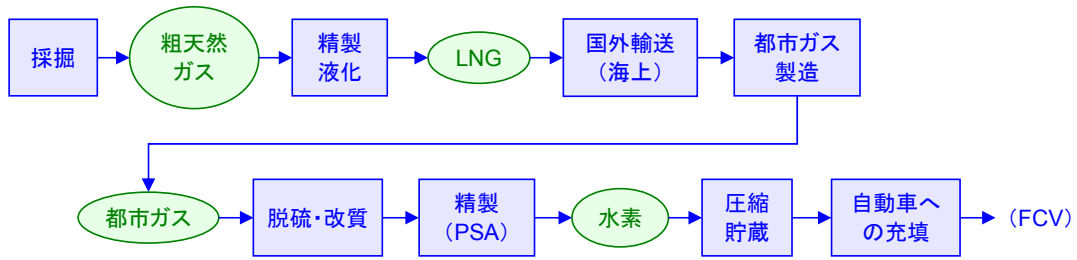 採掘
粗天然
ガス
精製
液化
LNG
国外輸送
（海上）
都市ガス
製造
都市ガス
脱硫・改質
精製
（PSA）
水素
圧縮
貯蔵
自動車へ
の充填
（FCV）